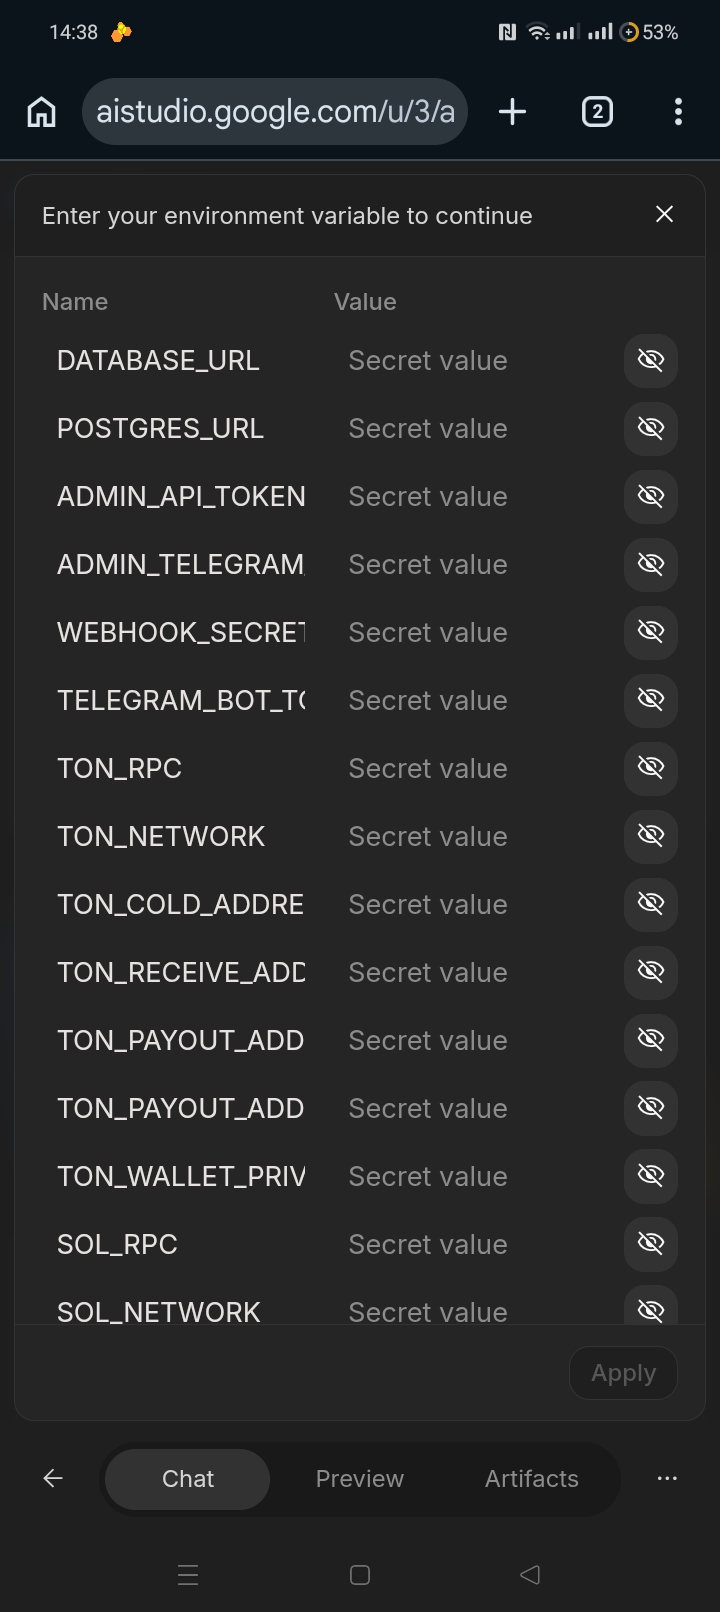 14:38
53%
aistudio.google.com/u/3/a
2
Enter your environment variable to continue
Name Value
DATABASE_URL Secret value
POSTGRES_URL Secret value
ADMIN_API_TOKEN Secret value
ADMIN_TELEGRAM_ Secret value
WEBHOOK_SECRET Secret value
TELEGRAM_BOT_TO Secret value
TON_RPC Secret value
TON_NETWORK Secret value
TON_COLD_ADDRE Secret value
TON_RECEIVE_ADD Secret value
TON_PAYOUT_ADD Secret value
TON_PAYOUT_ADD Secret value
TON_WALLET_PRIV Secret value
SOL_RPC Secret value
SOL_NETWORK Secret value
Apply
Chat Preview Artifacts